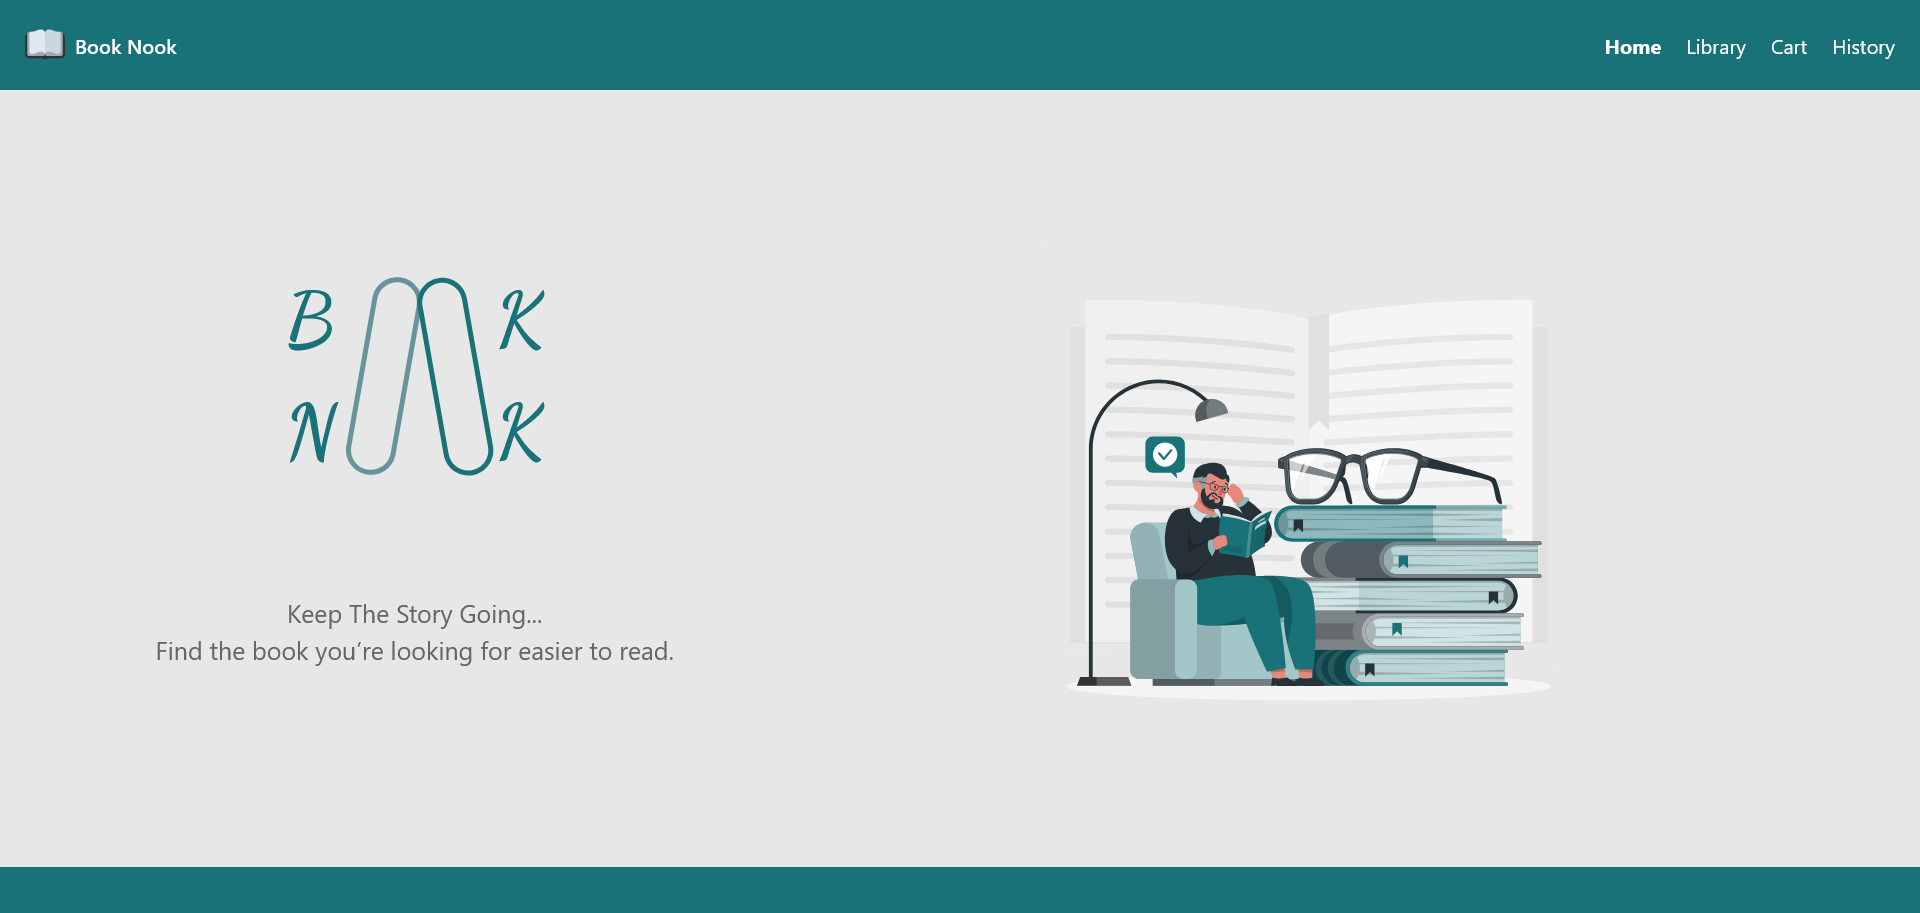 Book Nook
Home Library Cart History
B K
N K
Keep The Story Going...
Find the book you’re looking for easier to read.